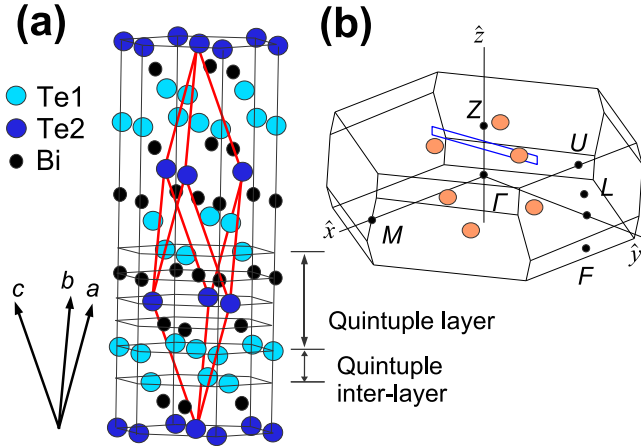 (a)
Te1
Te2
Bi
c
b
a
Quintuple layer
Quintuple
inter-layer
(b)
ẑ
Z
U
L
Γ
x̂
M
ŷ
F